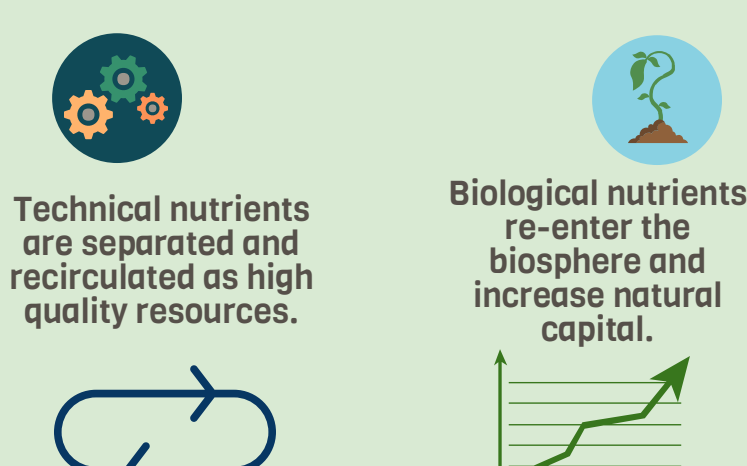 Technical nutrients
are separated and
recirculated as high
quality resources.
Biological nutrients
re-enter the
biosphere and
increase natural
capital.